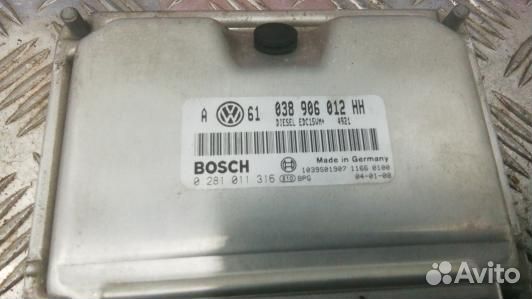 A 61 038 906 012 HH
DIESEL EDC15VM+ 4921
BOSCH
Made in Germany
1039S01907 1166 0100
0 281 011 316 BPG 04-01-08
Avito